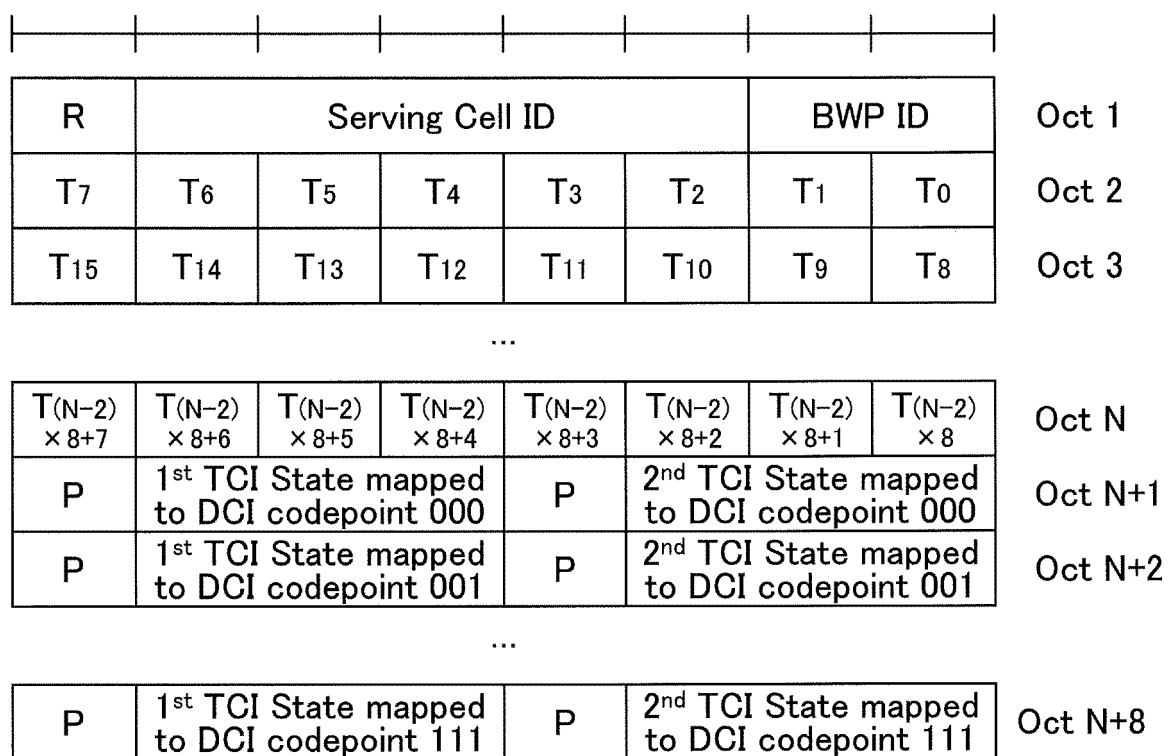 R Serving Cell ID BWP ID Oct 1
T7 T6 T5 T4 T3 T2 T1 T0 Oct 2
T15 T14 T13 T12 T11 T10 T9 T8 Oct 3
...
T(N-2) T(N-2) T(N-2) T(N-2) T(N-2) T(N-2) T(N-2) T(N-2)
×8+7 ×8+6 ×8+5 ×8+4 ×8+3 ×8+2 ×8+1 ×8 Oct N
P 1st TCI State mapped P 2nd TCI State mapped
to DCI codepoint 000 to DCI codepoint 000 Oct N+1
P 1st TCI State mapped P 2nd TCI State mapped
to DCI codepoint 001 to DCI codepoint 001 Oct N+2
...
P 1st TCI State mapped P 2nd TCI State mapped
to DCI codepoint 111 to DCI codepoint 111 Oct N+8